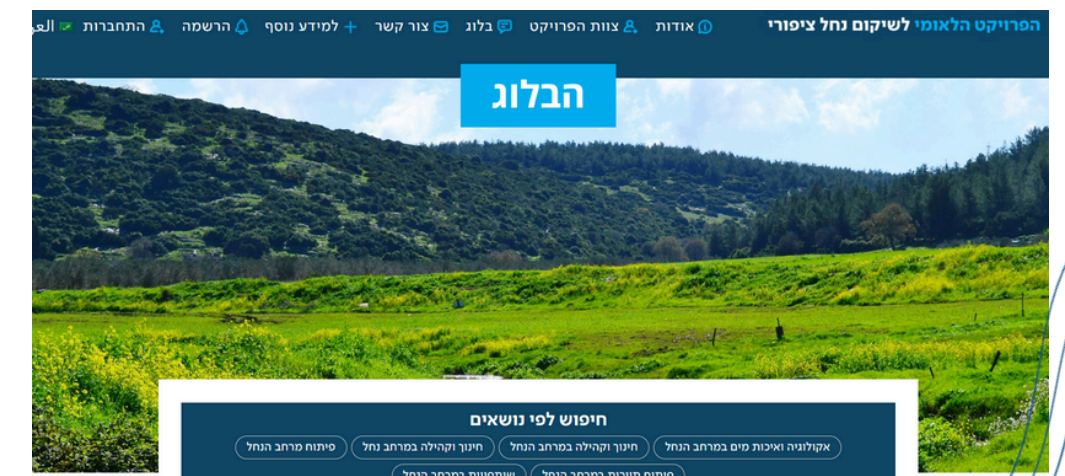 הפרויקט הלאומי לשיקום נחל ציפורי
אודות צוות הפרויקט בלוג צור קשר למידע נוסף הרשמה התחברות
הבלוג
חיפוש לפי נושאים
אקולוגיה ואיכות מים במרחב הנחל חינוך וקהילה במרחב הנחל חינוך וקהילה במרחב נחל פיתוח מרחב הנחל